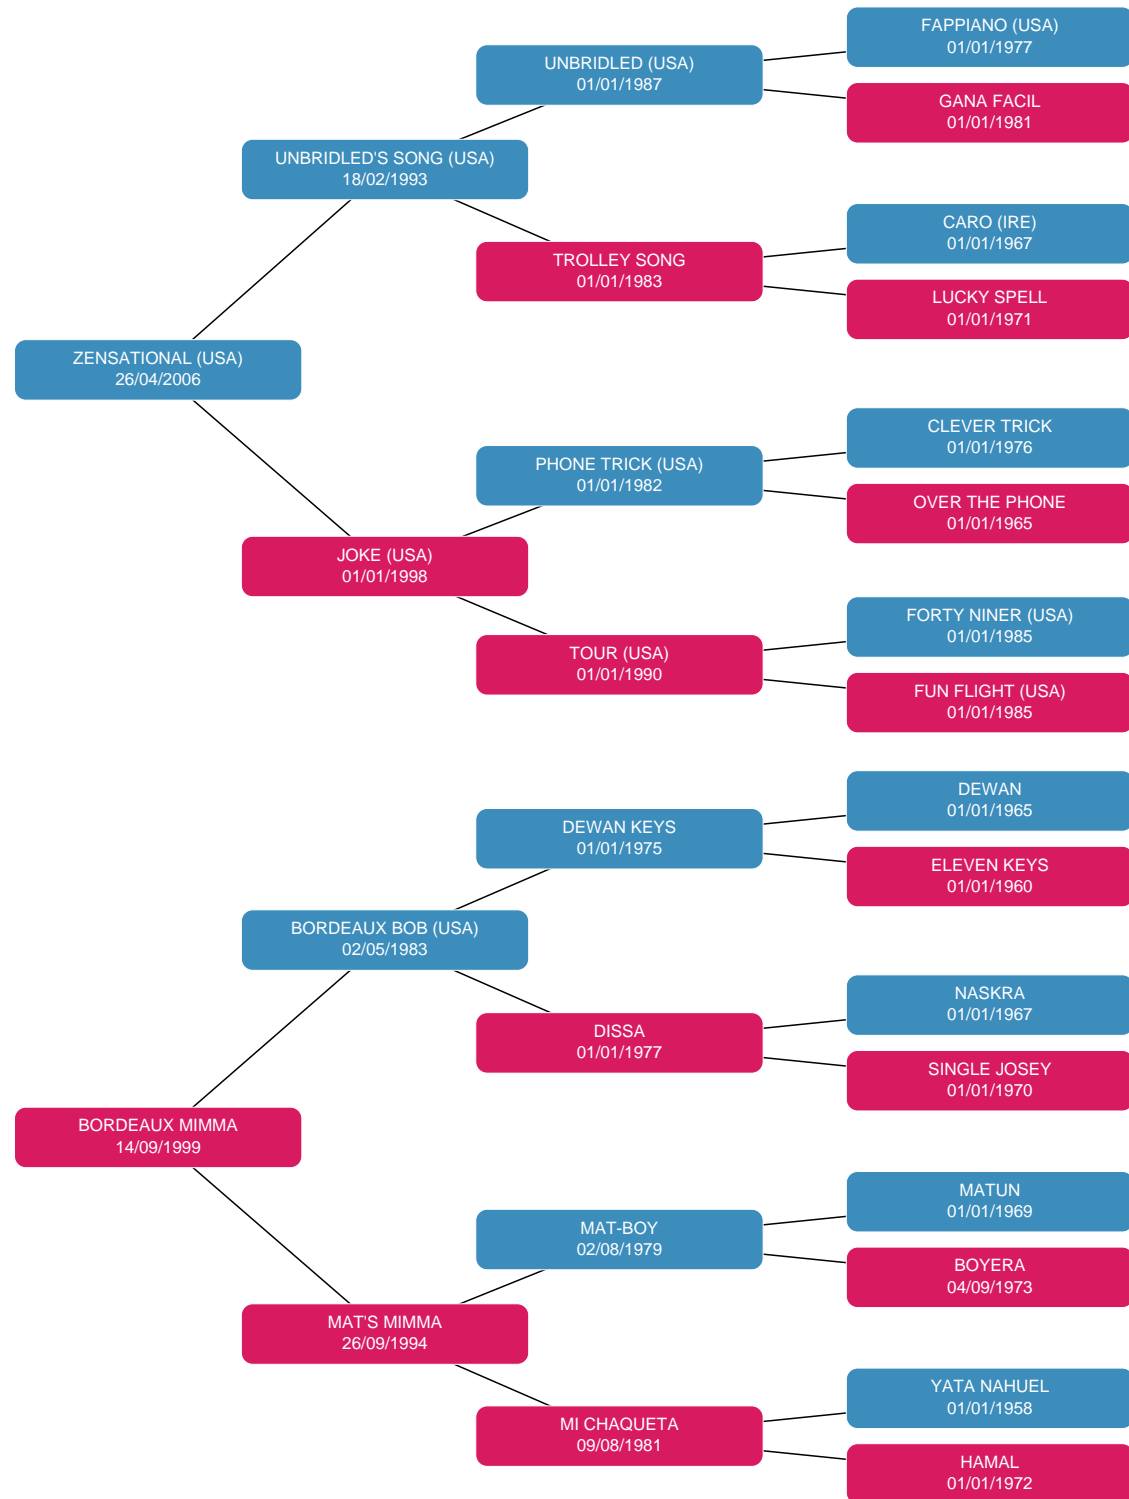 FAPPIANO (USA)
01/01/1977
UNBRIDLED (USA)
01/01/1987
GANA FACIL
01/01/1981
UNBRIDLED'S SONG (USA)
18/02/1993
CARO (IRE)
01/01/1967
TROLLEY SONG
01/01/1983
LUCKY SPELL
01/01/1971
ZENSATIONAL (USA)
26/04/2006
CLEVER TRICK
01/01/1976
PHONE TRICK (USA)
01/01/1982
OVER THE PHONE
01/01/1965
JOKE (USA)
01/01/1998
FORTY NINER (USA)
01/01/1985
TOUR (USA)
01/01/1990
FUN FLIGHT (USA)
01/01/1985
DEWAN
01/01/1965
DEWAN KEYS
01/01/1975
ELEVEN KEYS
01/01/1960
BORDEAUX BOB (USA)
02/05/1983
NASKRA
01/01/1967
DISSA
01/01/1977
SINGLE JOSEY
01/01/1970
BORDEAUX MIMMA
14/09/1999
MATUN
01/01/1969
MAT-BOY
02/08/1979
BOYERA
04/09/1973
MAT'S MIMMA
26/09/1994
YATA NAHUEL
01/01/1958
MI CHAQUETA
09/08/1981
HAMAL
01/01/1972